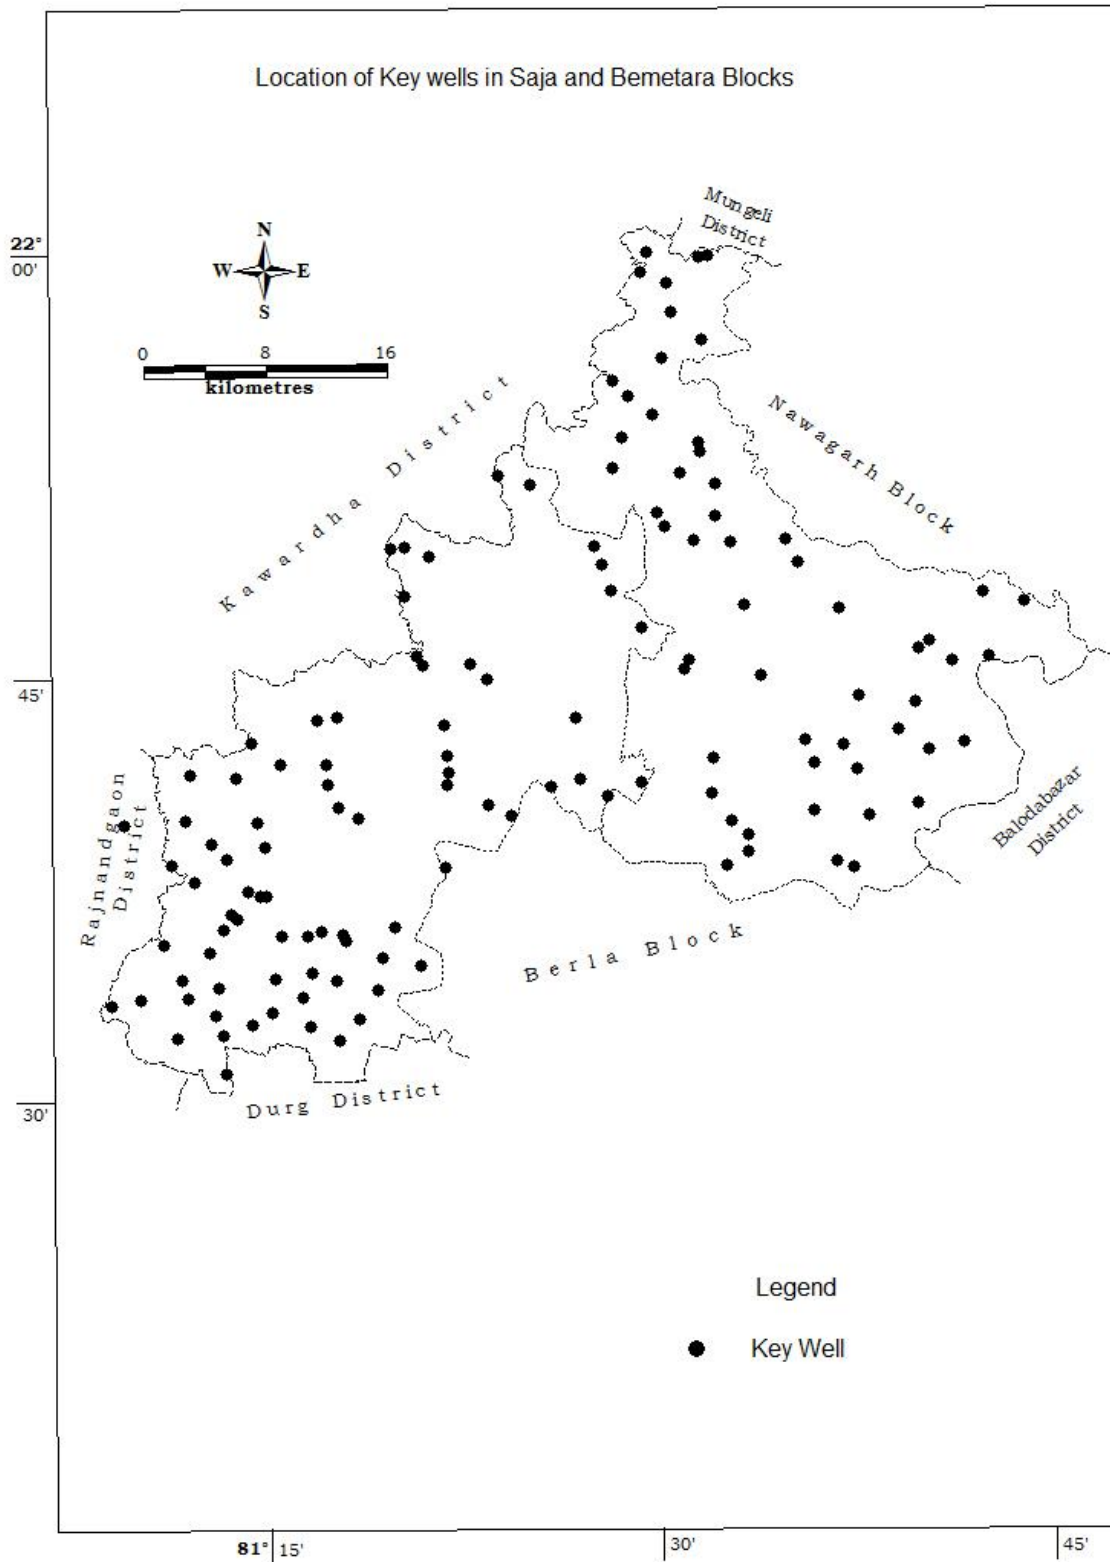 Location of Key wells in Saja and Bemetara Blocks
Mungeli
District
22°
00'
N
W E
S
0 8 16
kilometres
Kawardha District
Nawagarh Block
45'
Rajnandgaon
District
Balodabazar
District
Berla Block
30'
Durg District
Legend
Key Well
81° 15' 30' 45'